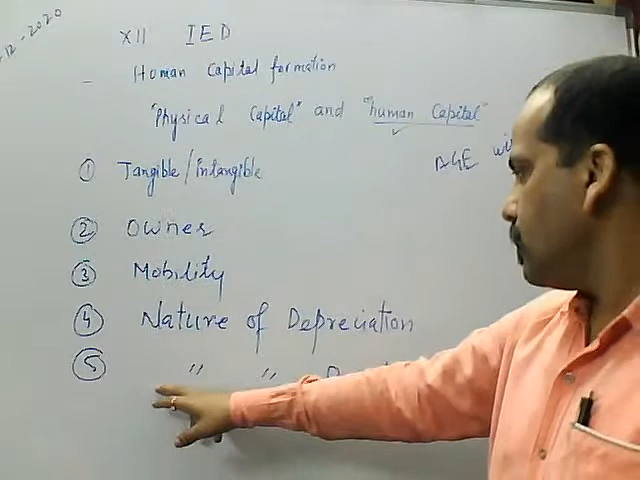 -12-2020
XII IED
- Human Capital formation
"Physical Capital" and "human Capital"
AGE
① Tangible/Intangible
② Owner
③ Mobility
④ Nature of Depreciation
⑤ " "